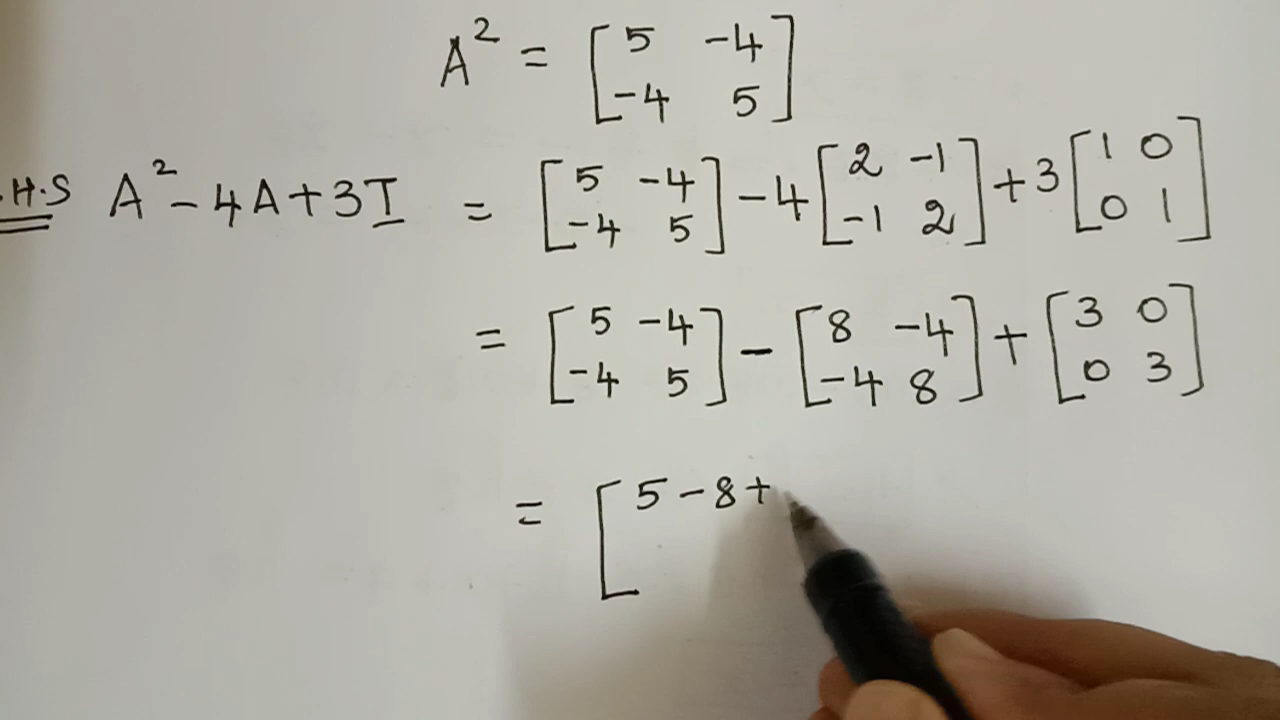 A² = [5 -4
-4 5]
.H.S A² - 4A + 3I = [5 -4
-4 5] - 4[2 -1
-1 2] + 3[1 0
0 1]
= [5 -4
-4 5] - [8 -4
-4 8] + [3 0
0 3]
= [5 - 8 +